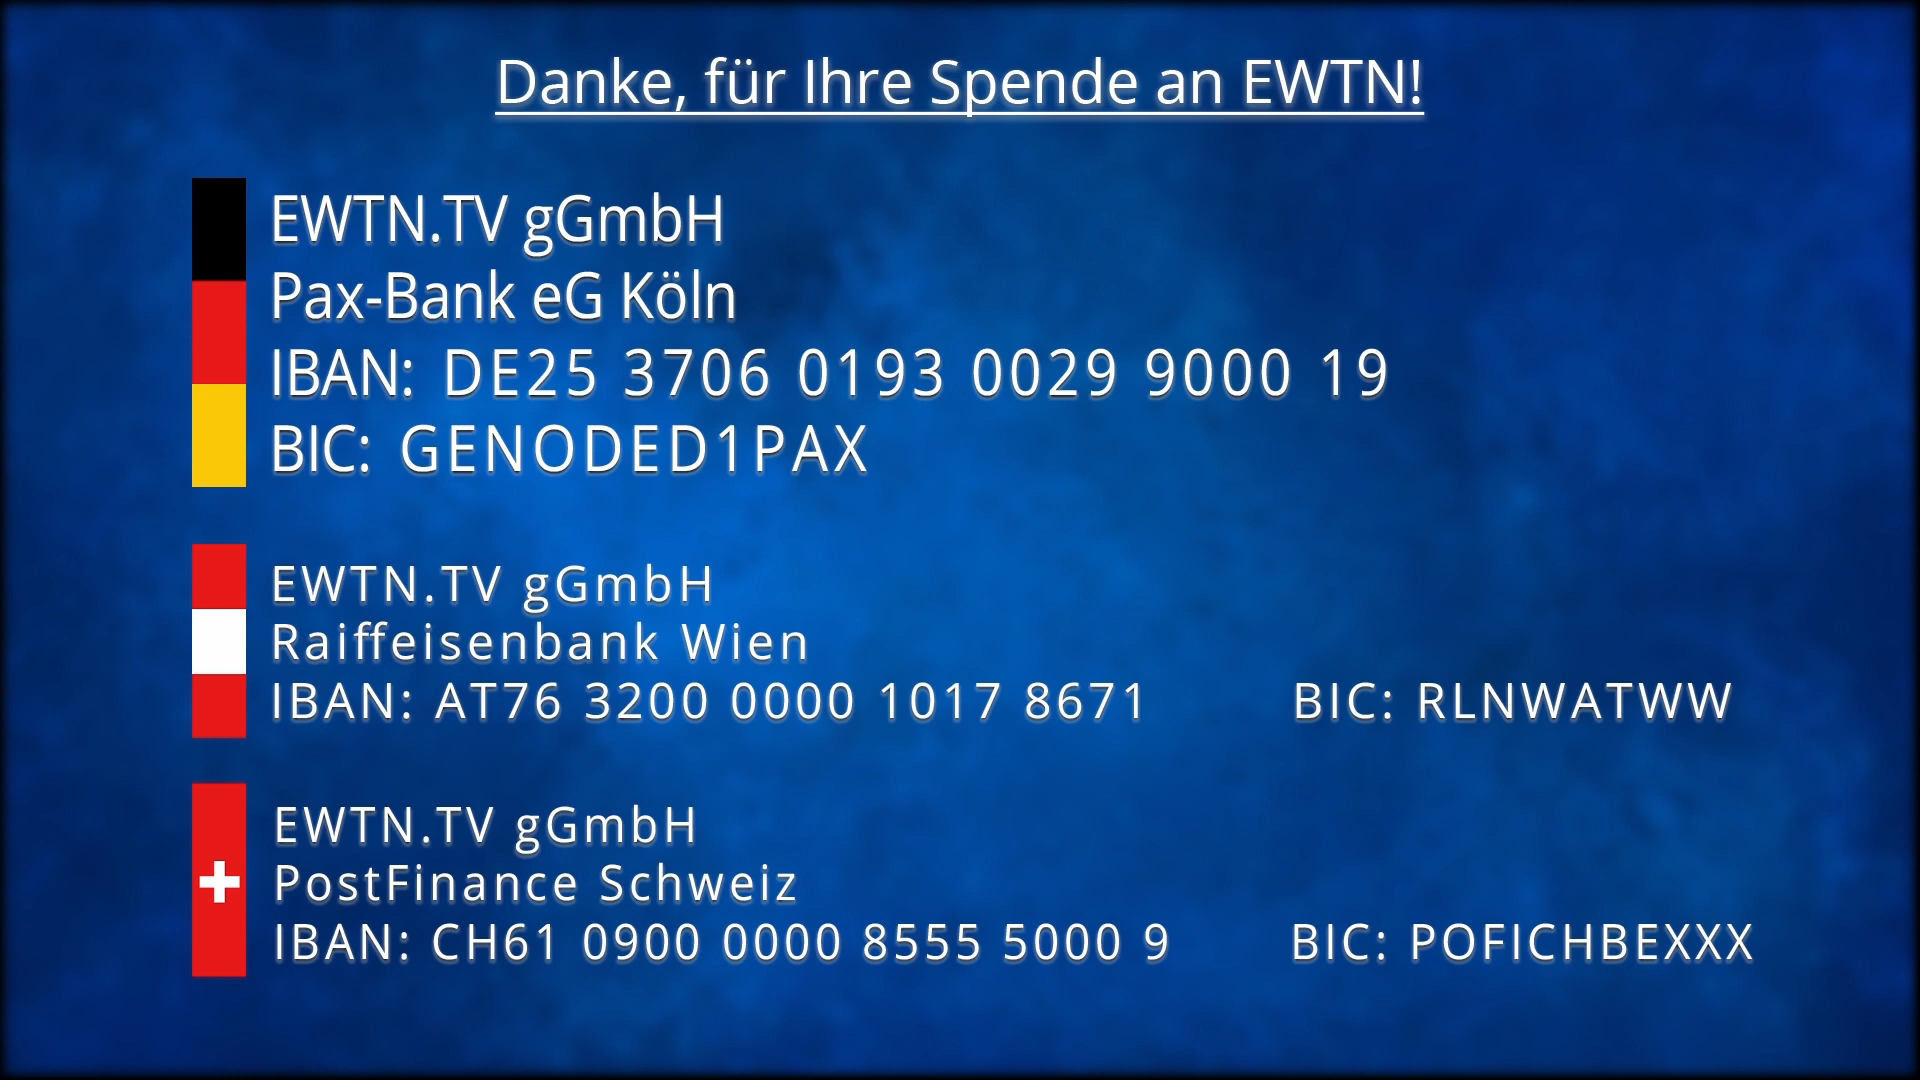 Danke, für Ihre Spende an EWTN!
EWTN.TV gGmbH
Pax-Bank eG Köln
IBAN: DE25 3706 0193 0029 9000 19
BIC: GENODED1PAX
EWTN.TV gGmbH
Raiffeisenbank Wien
IBAN: AT76 3200 0000 1017 8671 BIC: RLNWATWW
EWTN.TV gGmbH
PostFinance Schweiz
IBAN: CH61 0900 0000 8555 5000 9 BIC: POFICHBEXXX